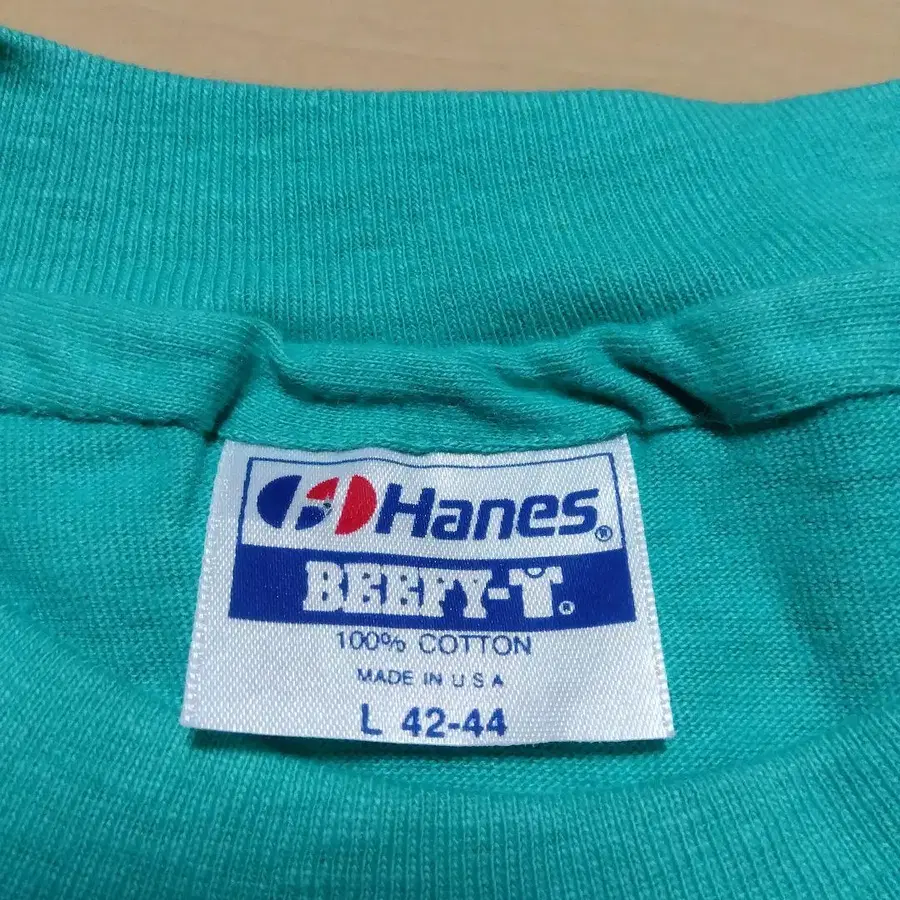 Hanes®
BEEFY-T®
100% COTTON
MADE IN U S A
L 42-44